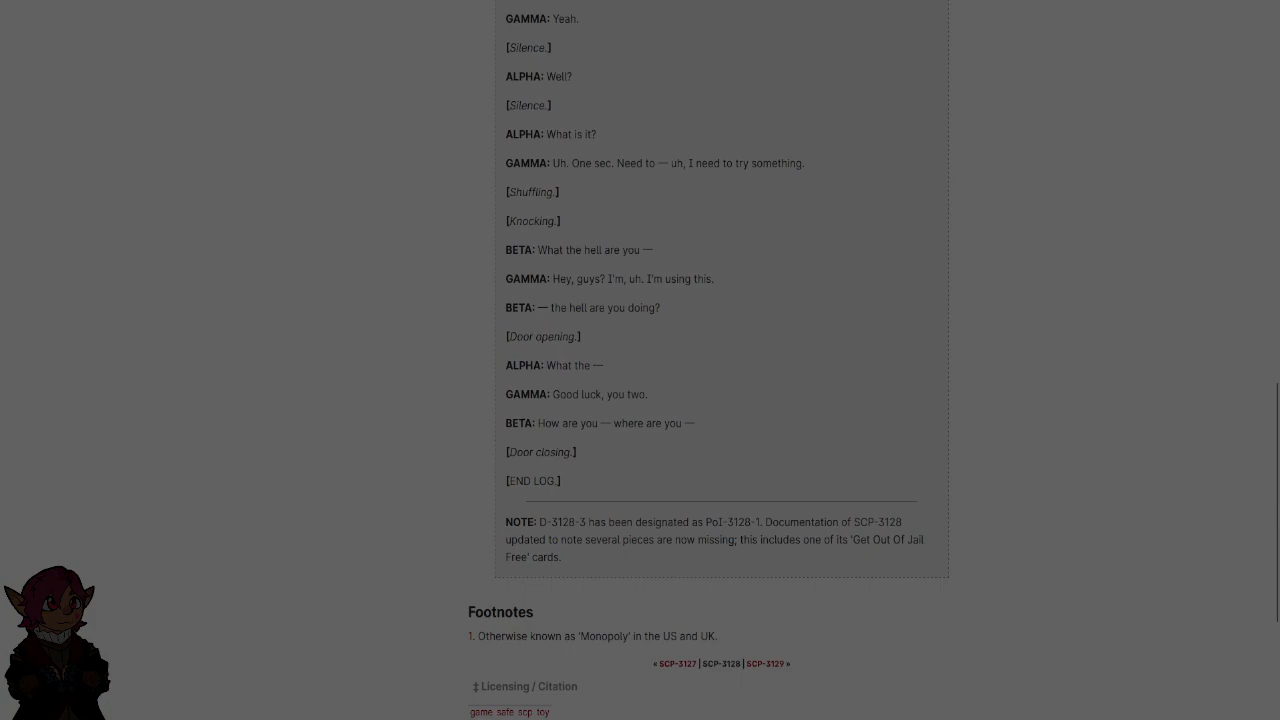 GAMMA: Yeah.
[Silence.]
ALPHA: Well?
[Silence.]
ALPHA: What is it?
GAMMA: Uh. One sec. Need to — uh, I need to try something.
[Shuffling.]
[Knocking.]
BETA: What the hell are you —
GAMMA: Hey, guys? I'm, uh. I'm using this.
BETA: — the hell are you doing?
[Door opening.]
ALPHA: What the —
GAMMA: Good luck, you two.
BETA: How are you — where are you —
[Door closing.]
[END LOG.]
NOTE: D-3128-3 has been designated as PoI-3128-1. Documentation of SCP-3128
updated to note several pieces are now missing; this includes one of its 'Get Out Of Jail
Free' cards.
Footnotes
1. Otherwise known as 'Monopoly' in the US and UK.
« SCP-3127 | SCP-3128 | SCP-3129 »
‡ Licensing / Citation
game safe scp toy